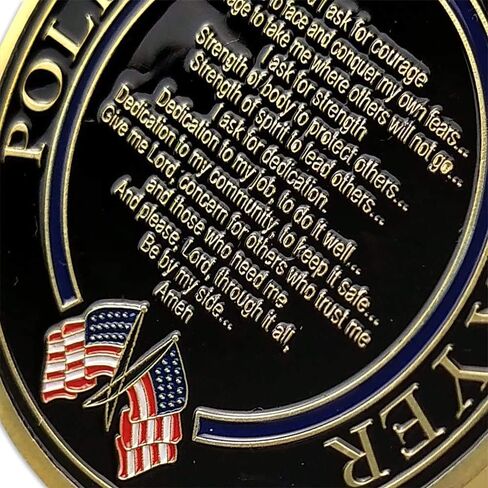 POLI
I ask for courage
to face and conquer my own fears...
to take me where others will not go...
I ask for strength
Strength of body to protect others...
Strength of spirit to lead others...
I ask for dedication
Dedication to my job, to do it well...
Dedication to my community, to keep it safe...
Give me Lord, concern for others who trust me
and those who need me
And please, Lord, through it all,
Be by my side...
Amen
AYER